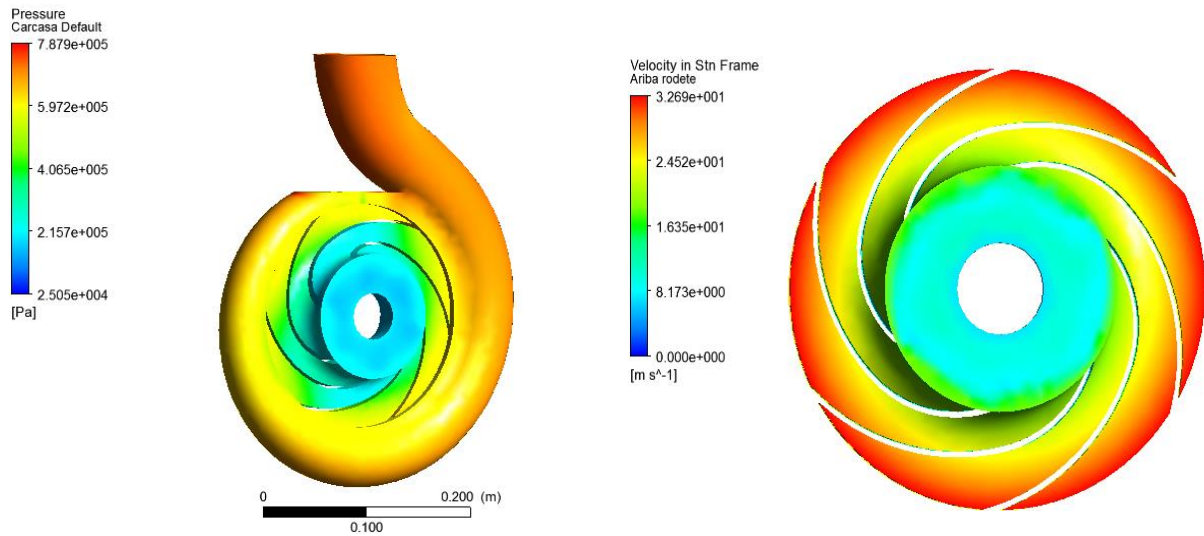 Pressure
Carcasa Default
7.879e+005
5.972e+005
4.065e+005
2.157e+005
2.505e+004
[Pa]
0 0.200 (m)
0.100
Velocity in Stn Frame
Ariba rodete
3.269e+001
2.452e+001
1.635e+001
8.173e+000
0.000e+000
[m s^-1]